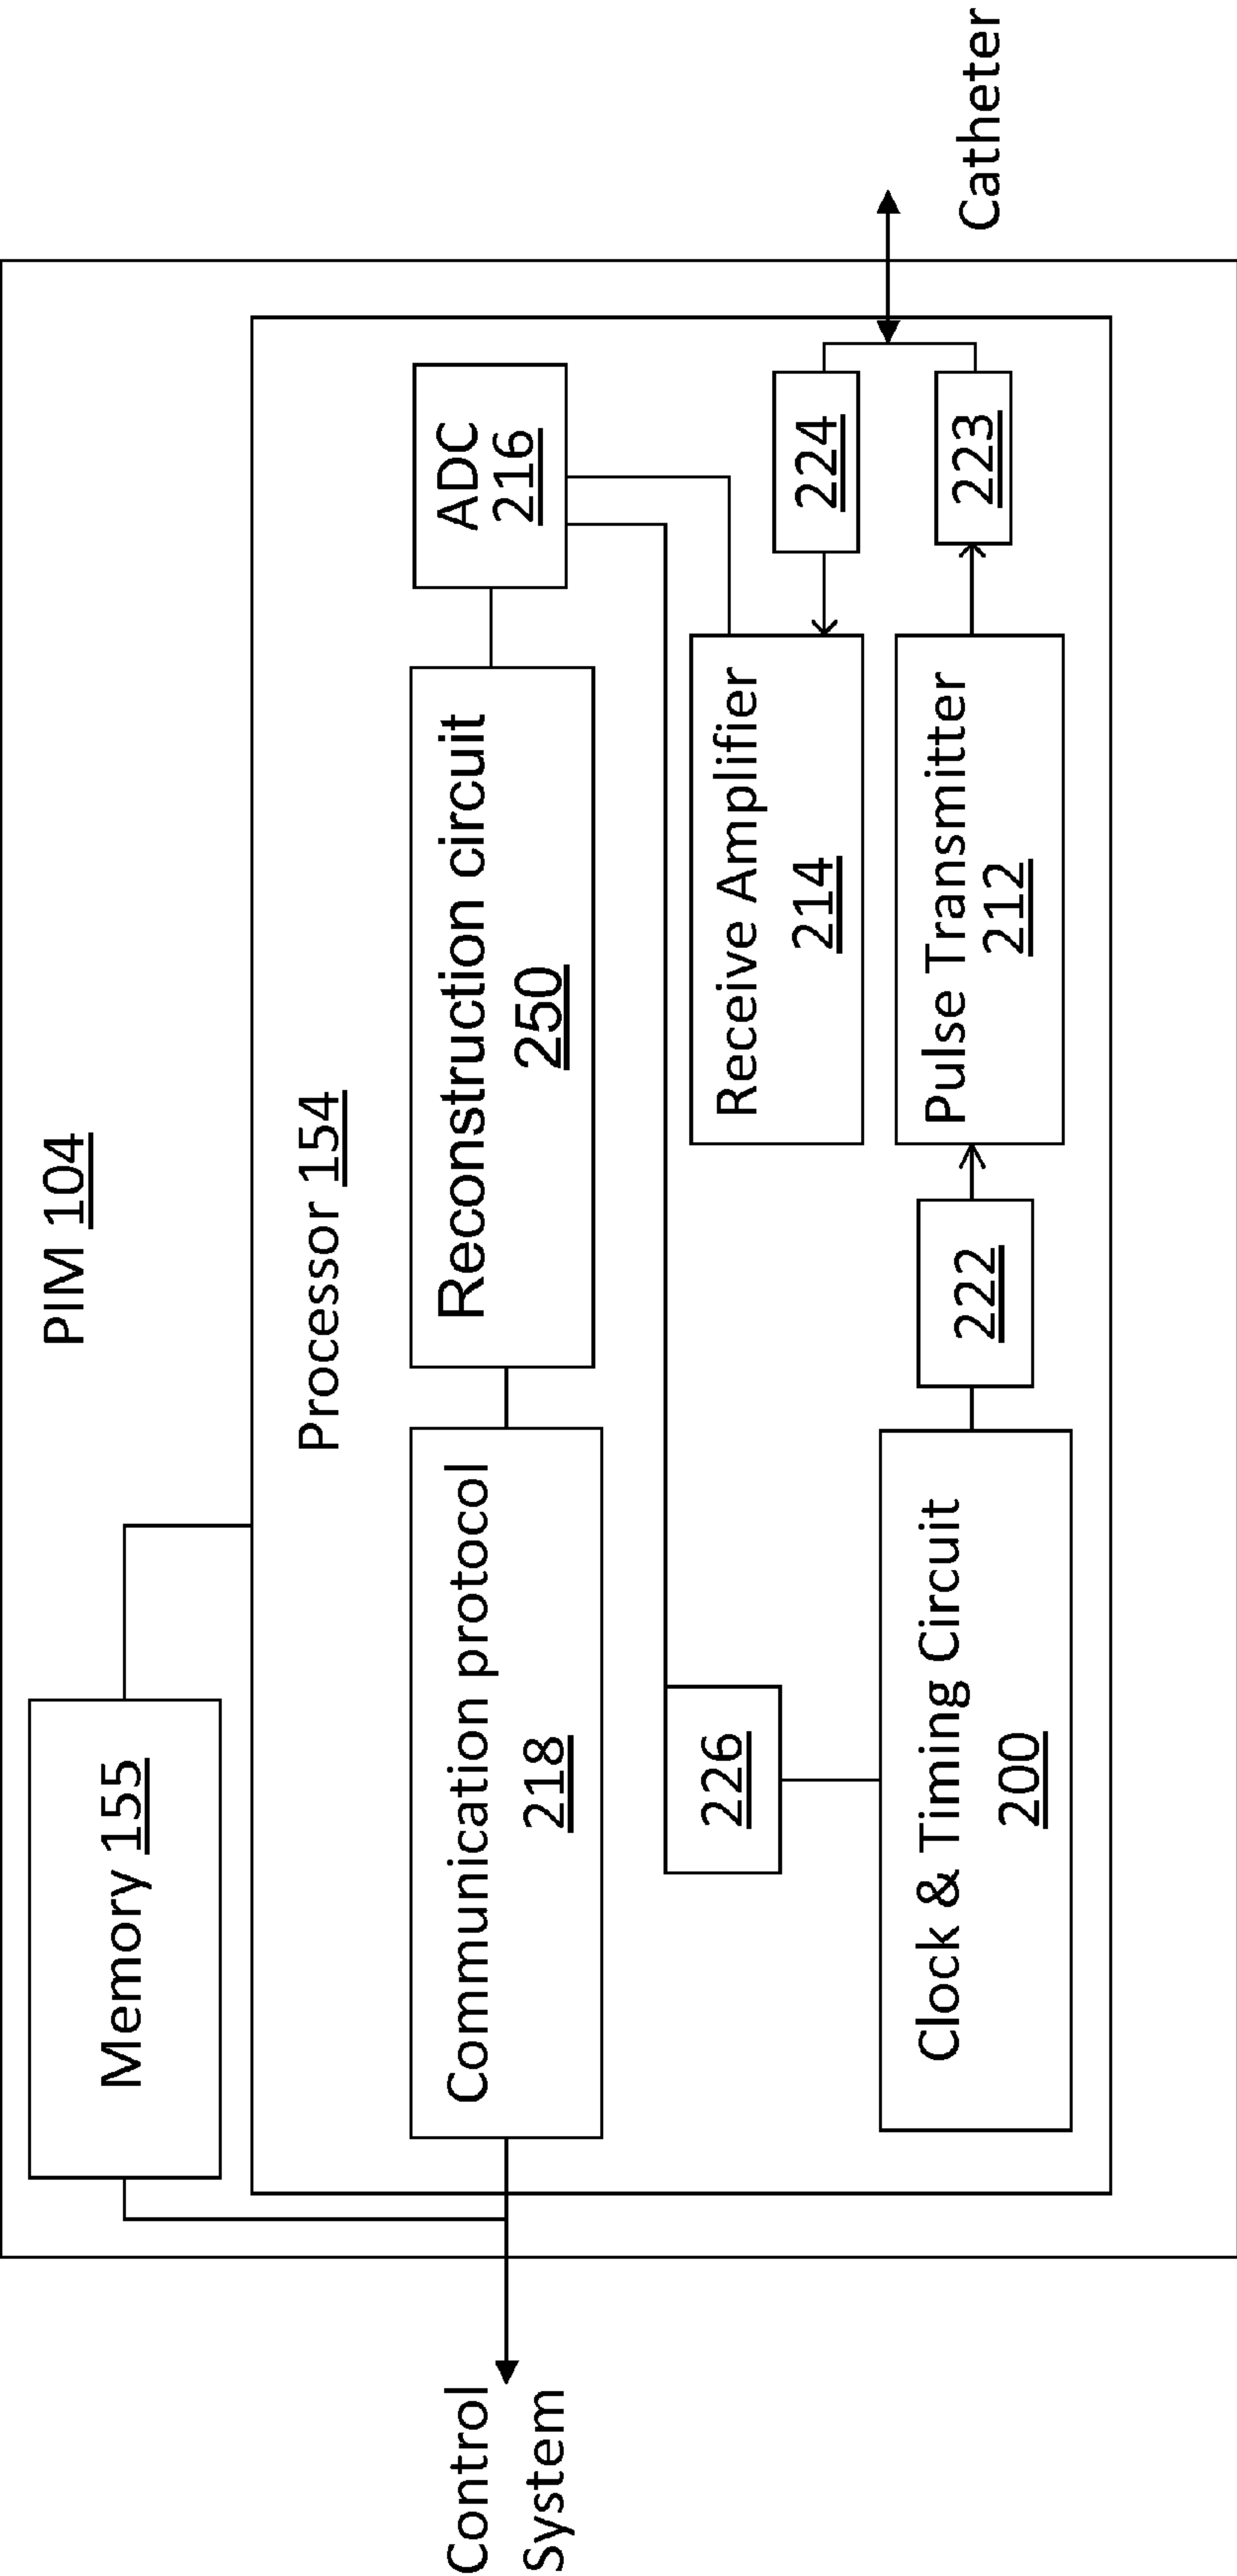 PIM 104
Memory 155
Processor 154
Control
System
Communication protocol
218
Reconstruction circuit
250
ADC
216
226
Receive Amplifier
214
224
Catheter
Clock & Timing Circuit
200
222
Pulse Transmitter
212
223